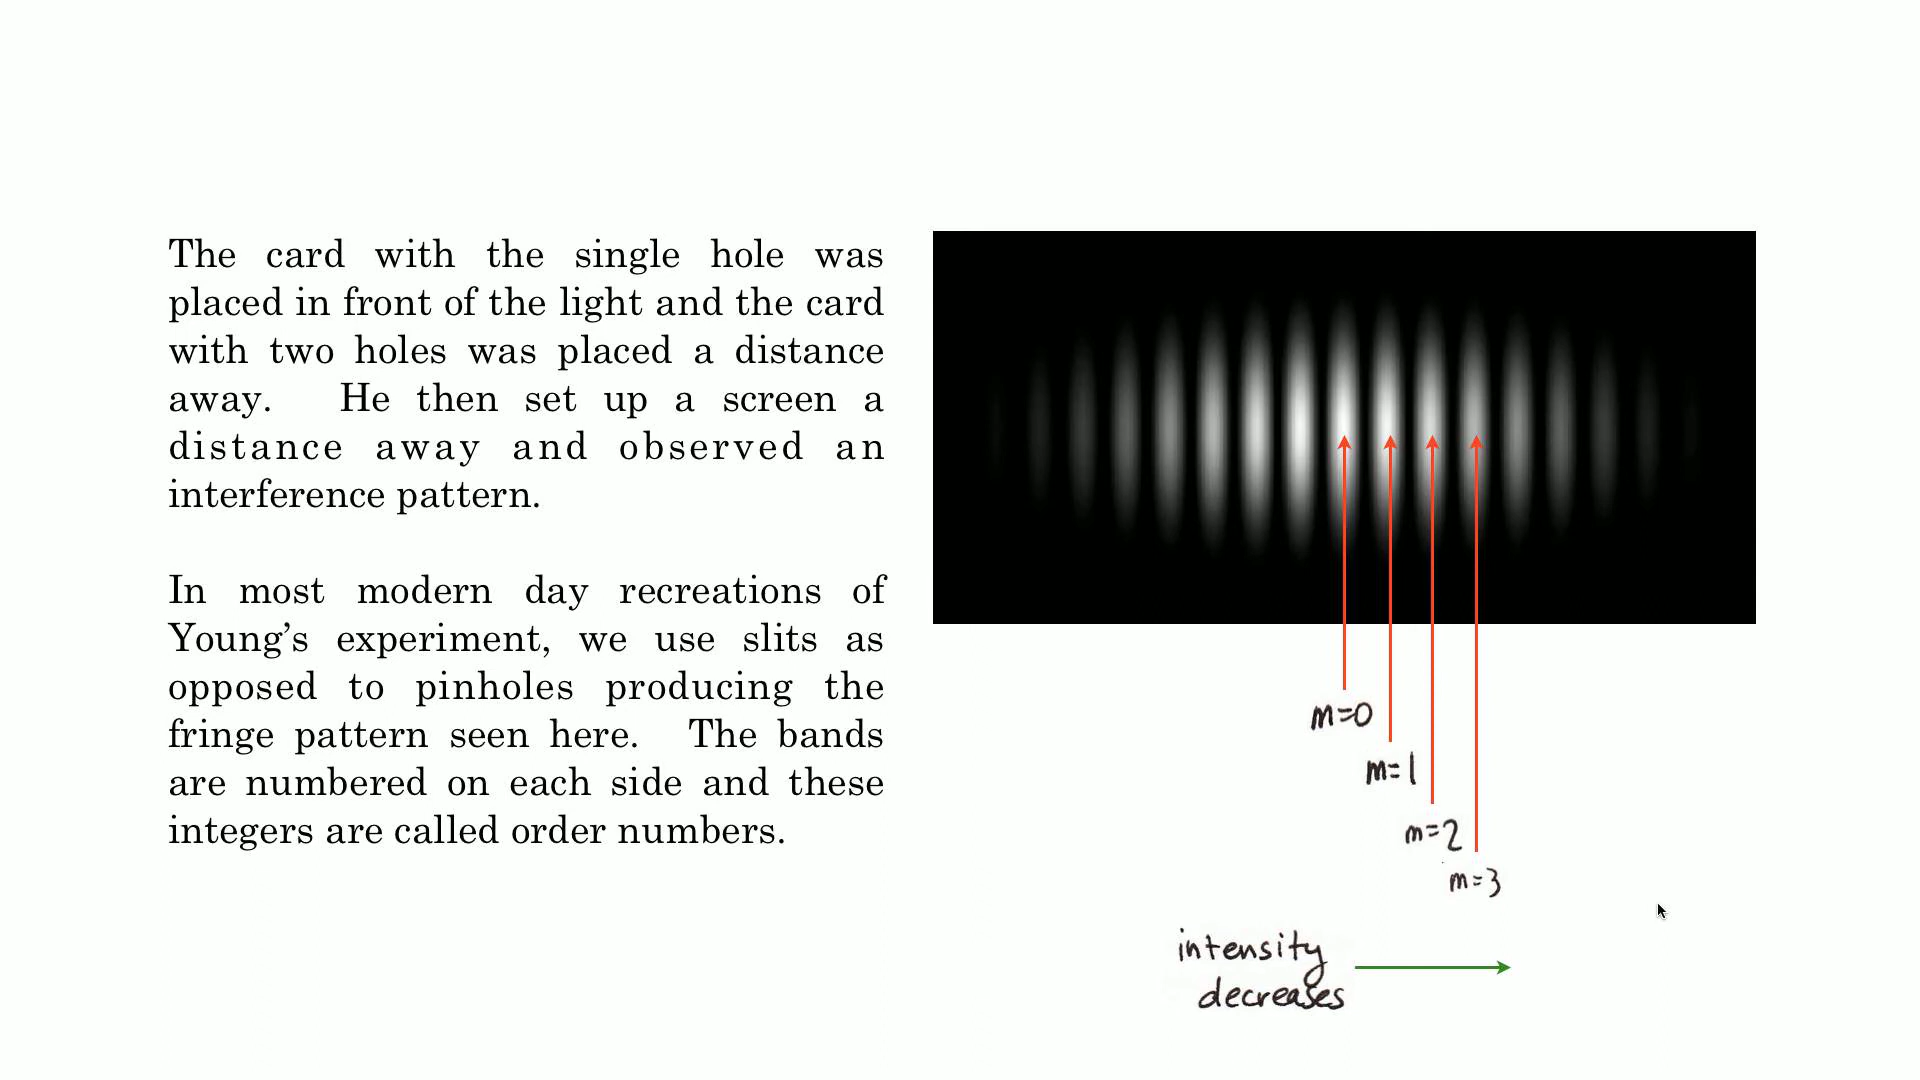 The card with the single hole was
placed in front of the light and the card
with two holes was placed a distance
away. He then set up a screen a
distance away and observed an
interference pattern.
In most modern day recreations of
Young’s experiment, we use slits as
opposed to pinholes producing the
fringe pattern seen here. The bands
are numbered on each side and these
integers are called order numbers.
m=0
m=1
m=2
m=3
intensity
decreases